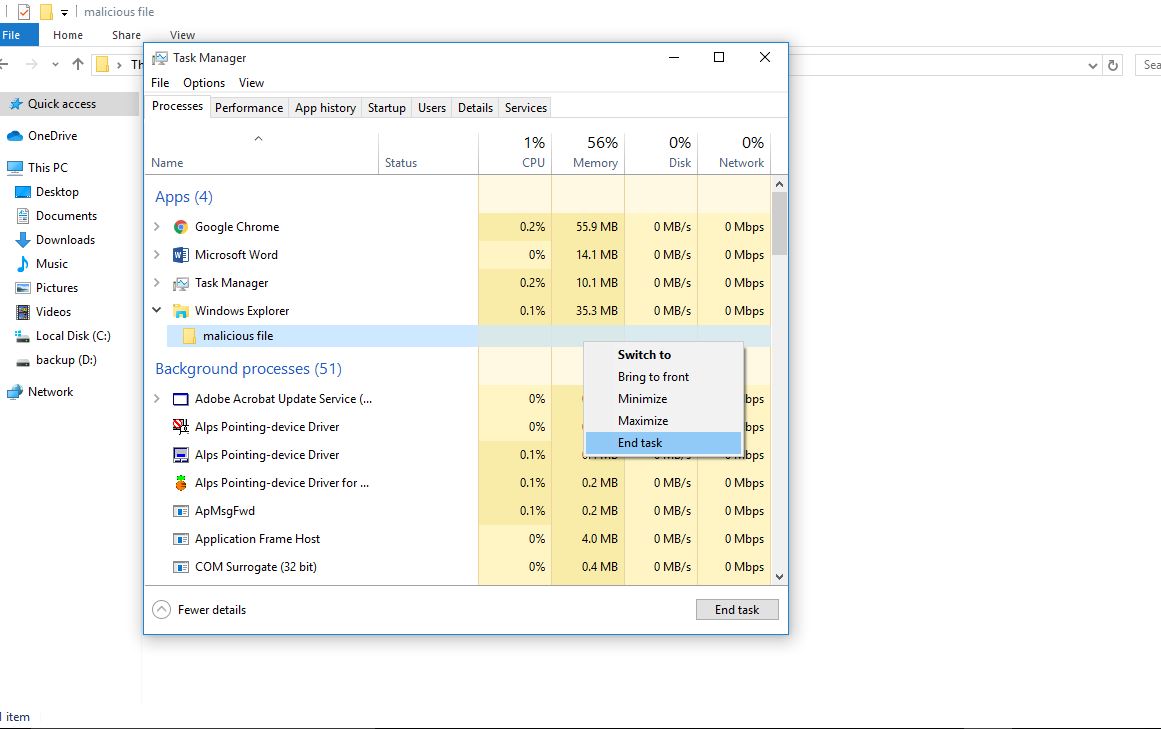 malicious file
File Home Share View
Th Sea
Quick access
OneDrive
This PC
Desktop
Documents
Downloads
Music
Pictures
Videos
Local Disk (C:)
backup (D:)
Network
1 item
Task Manager
File Options View
Processes Performance App history Startup Users Details Services
1% 56% 0% 0%
Name Status CPU Memory Disk Network
Apps (4)
Google Chrome 0.2% 55.9 MB 0 MB/s 0 Mbps
Microsoft Word 0% 14.1 MB 0 MB/s 0 Mbps
Task Manager 0.2% 10.1 MB 0 MB/s 0 Mbps
Windows Explorer 0.1% 35.3 MB 0 MB/s 0 Mbps
malicious file
Background processes (51)
Adobe Acrobat Update Service (... 0% bps
Alps Pointing-device Driver 0% bps
Alps Pointing-device Driver 0.1% bps
Alps Pointing-device Driver for ... 0.1% 0.2 MB 0 MB/s 0 Mbps
ApMsgFwd 0.1% 0.2 MB 0 MB/s 0 Mbps
Application Frame Host 0% 4.0 MB 0 MB/s 0 Mbps
COM Surrogate (32 bit) 0% 0.4 MB 0 MB/s 0 Mbps
Switch to
Bring to front
Minimize
Maximize
End task
Fewer details End task